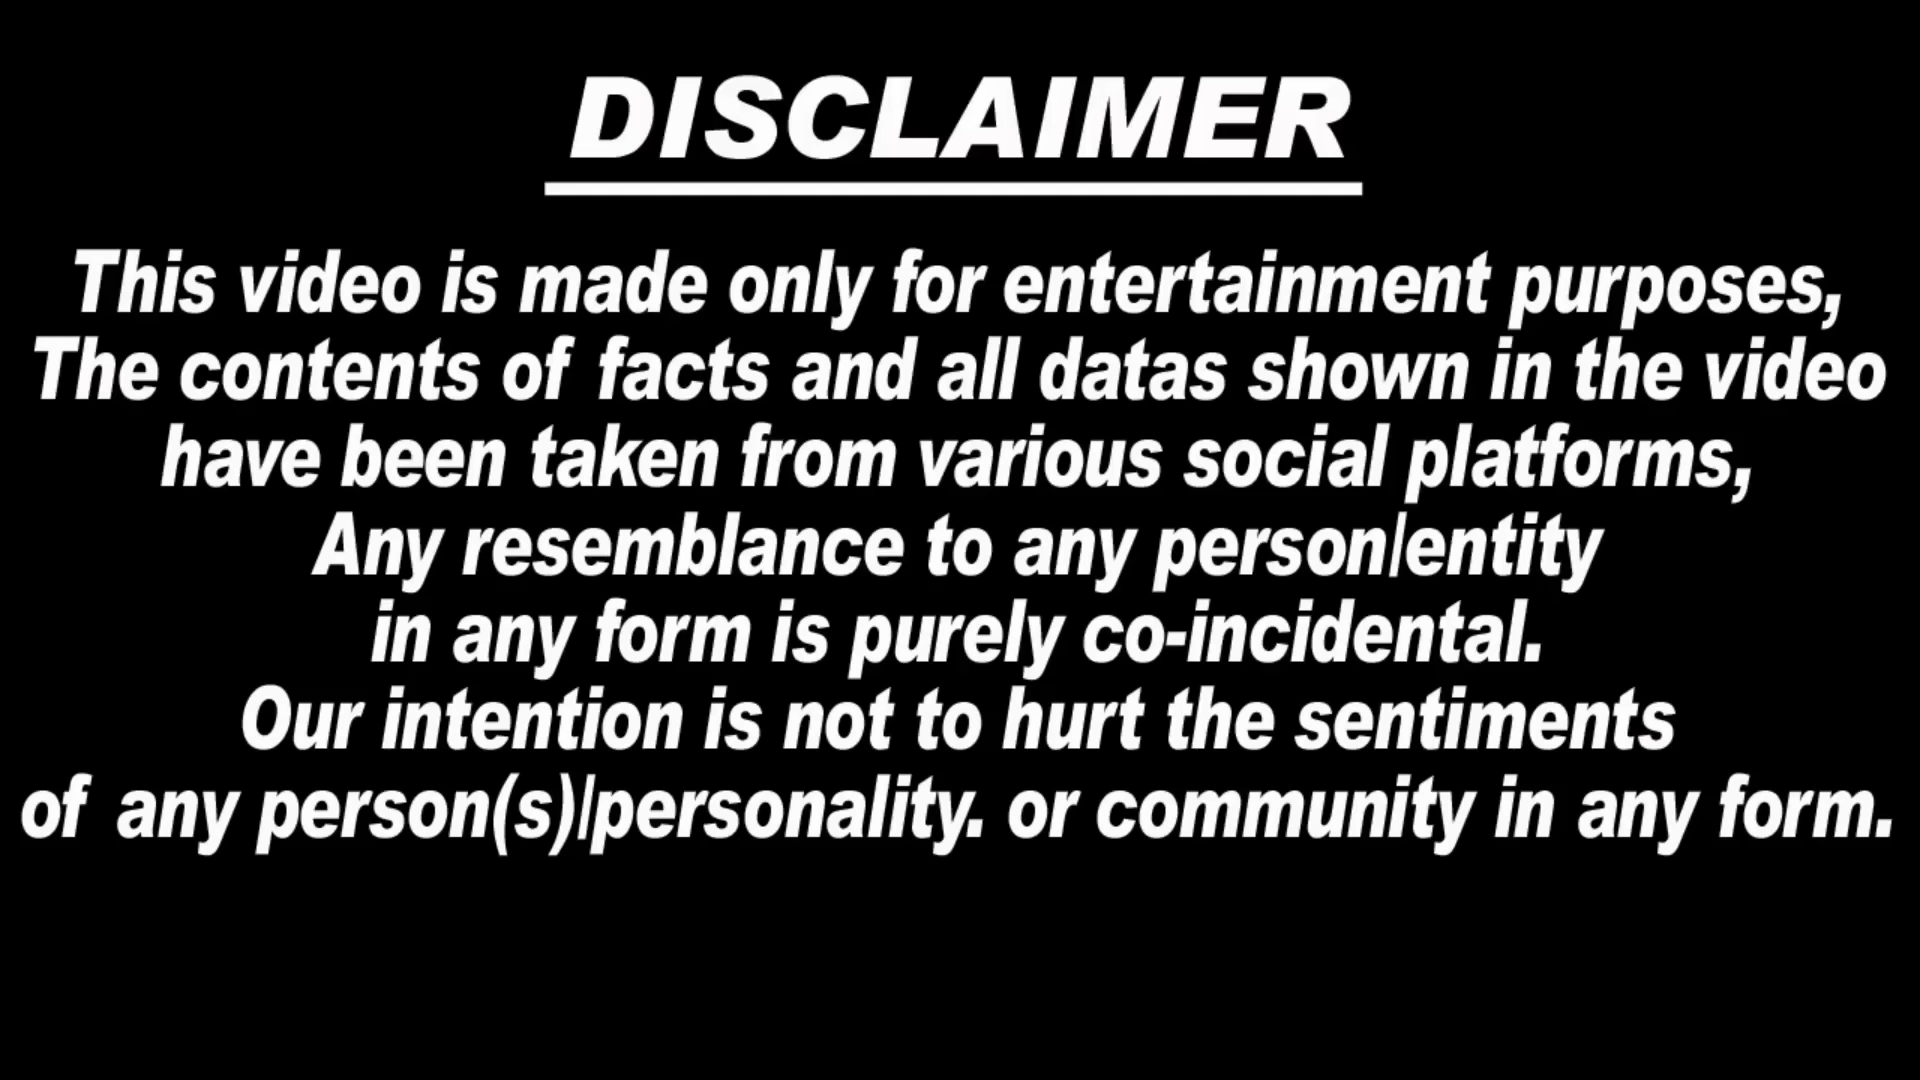 DISCLAIMER
This video is made only for entertainment purposes,
The contents of facts and all datas shown in the video
have been taken from various social platforms,
Any resemblance to any person/entity
in any form is purely co-incidental.
Our intention is not to hurt the sentiments
of any person(s)/personality. or community in any form.